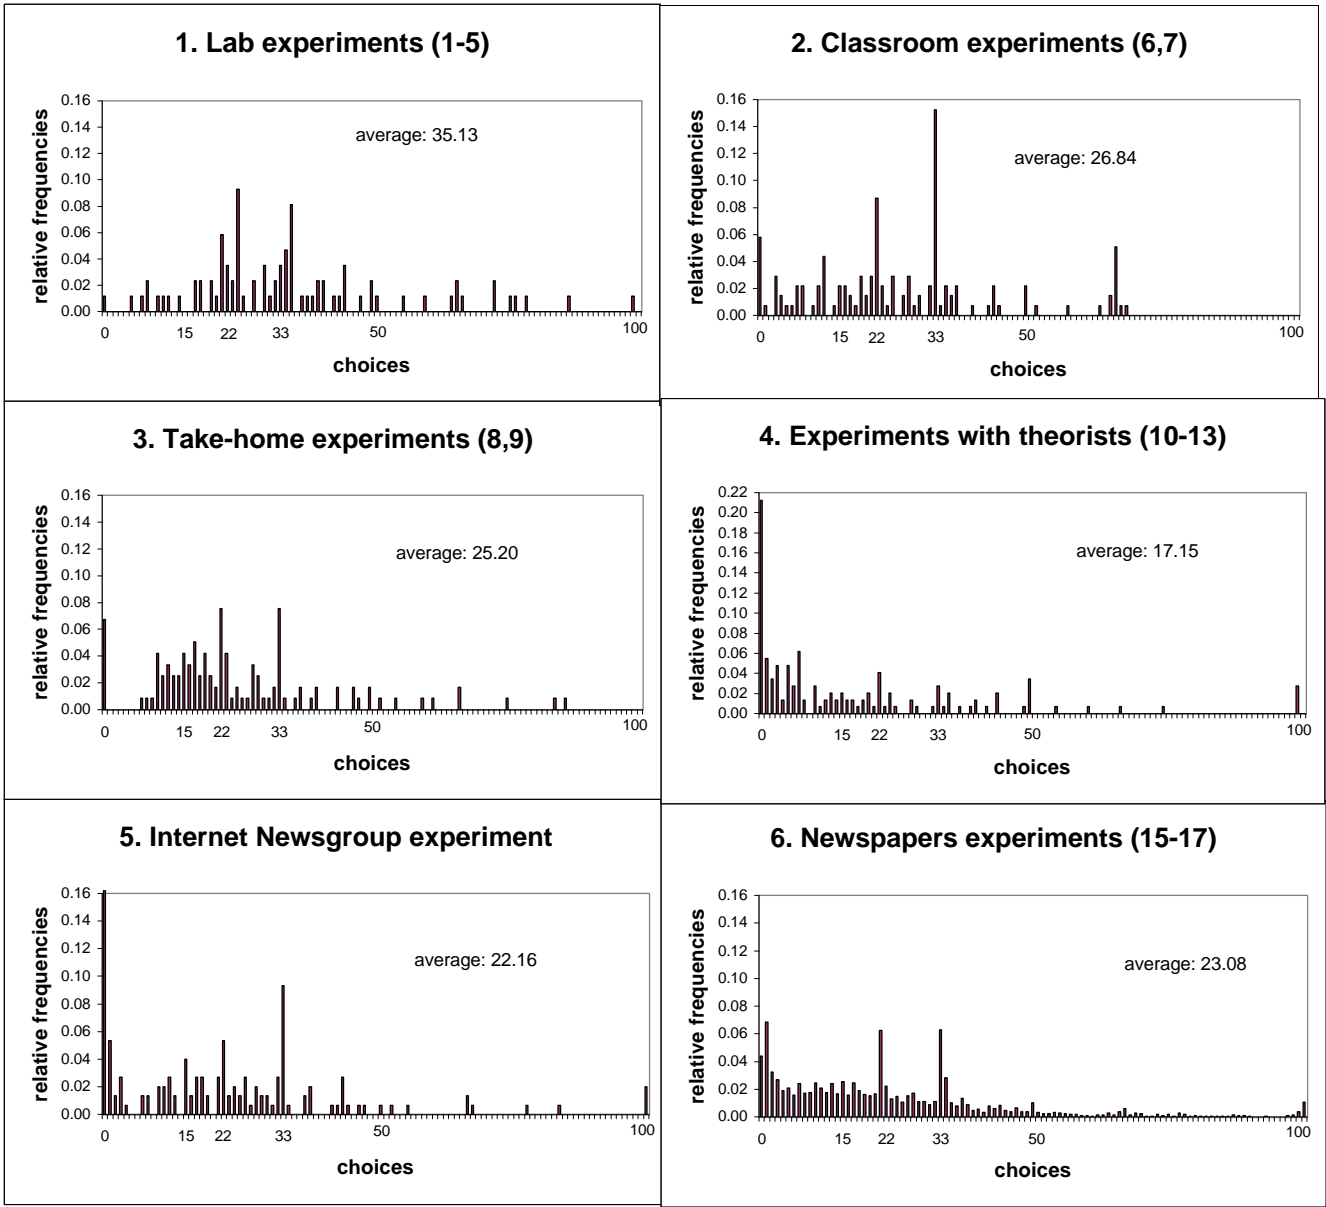 1. Lab experiments (1-5)
relative frequencies
0.16
0.14
0.12
0.10
0.08
0.06
0.04
0.02
0.00
average: 35.13
0 15 22 33 50 100
choices
2. Classroom experiments (6,7)
relative frequencies
0.16
0.14
0.12
0.10
0.08
0.06
0.04
0.02
0.00
average: 26.84
0 15 22 33 50 100
choices
3. Take-home experiments (8,9)
relative frequencies
0.16
0.14
0.12
0.10
0.08
0.06
0.04
0.02
0.00
average: 25.20
0 15 22 33 50 100
choices
4. Experiments with theorists (10-13)
relative frequencies
0.22
0.20
0.18
0.16
0.14
0.12
0.10
0.08
0.06
0.04
0.02
0.00
average: 17.15
0 15 22 33 50 100
choices
5. Internet Newsgroup experiment
relative frequencies
0.16
0.14
0.12
0.10
0.08
0.06
0.04
0.02
0.00
average: 22.16
0 15 22 33 50 100
choices
6. Newspapers experiments (15-17)
relative frequencies
0.16
0.14
0.12
0.10
0.08
0.06
0.04
0.02
0.00
average: 23.08
0 15 22 33 50 100
choices